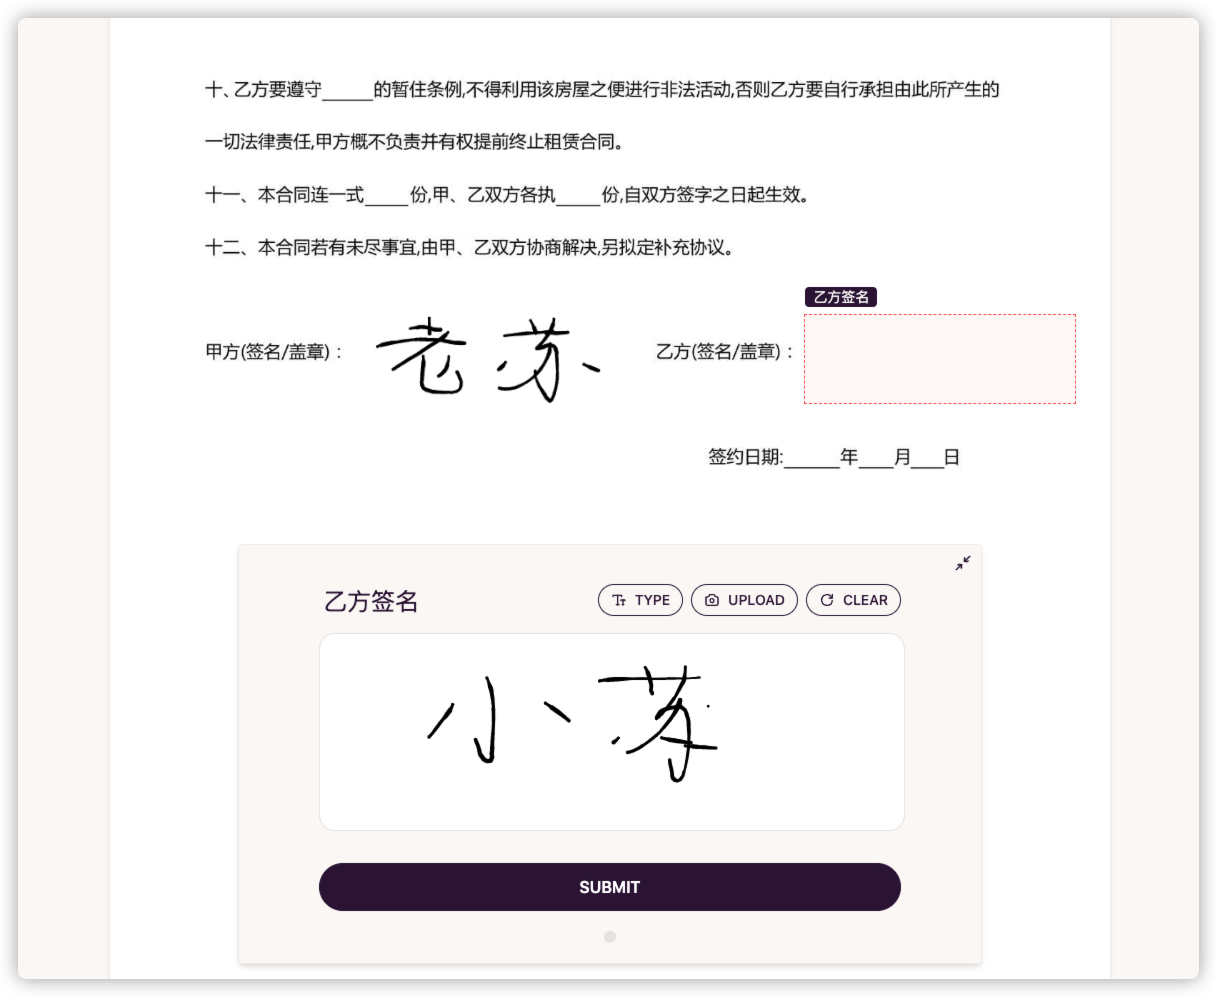 十、乙方要遵守_____的暂住条例,不得利用该房屋之便进行非法活动,否则乙方要自行承担由此所产生的
一切法律责任,甲方概不负责并有权提前终止租赁合同。
十一、本合同连一式____份,甲、乙双方各执____份,自双方签字之日起生效。
十二、本合同若有未尽事宜,由甲、乙双方协商解决,另拟定补充协议。
乙方签名
甲方(签名/盖章)： 老苏 乙方(签名/盖章)：
签约日期:_____年___月___日
乙方签名 TYPE UPLOAD CLEAR
小苏
SUBMIT